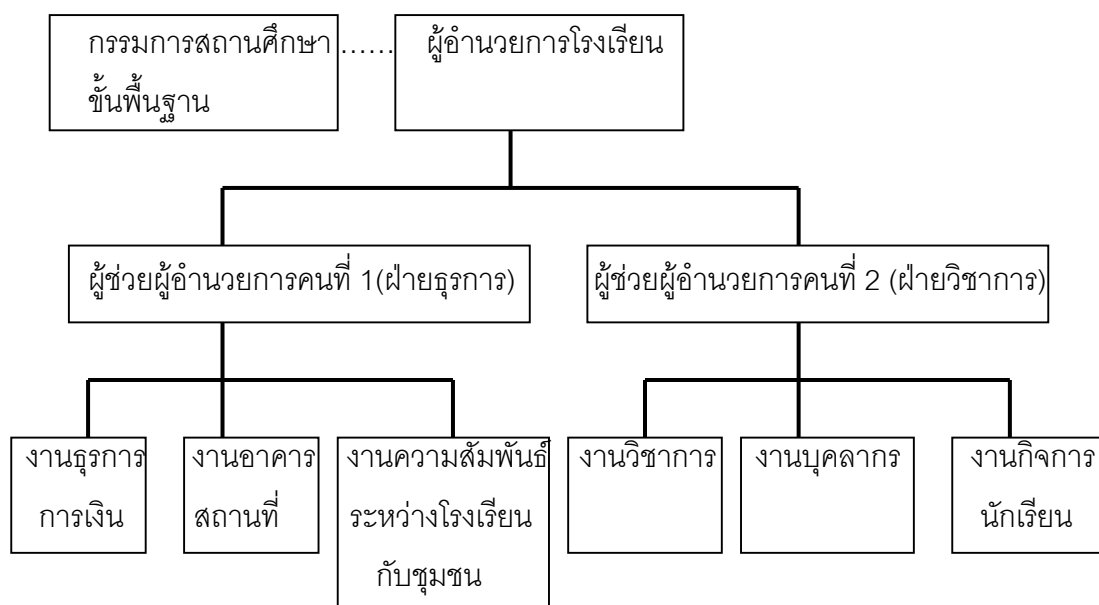 กรรมการสถานศึกษา ...... ผู้อำนวยการโรงเรียน
ขั้นพื้นฐาน
ผู้ช่วยผู้อำนวยการคนที่ 1(ฝ่ายธุรการ)
ผู้ช่วยผู้อำนวยการคนที่ 2 (ฝ่ายวิชาการ)
งานธุรการ
การเงิน
งานอาคาร
สถานที่
งานความสัมพันธ์
ระหว่างโรงเรียน
กับชุมชน
งานวิชาการ
งานบุคลากร
งานกิจการ
นักเรียน